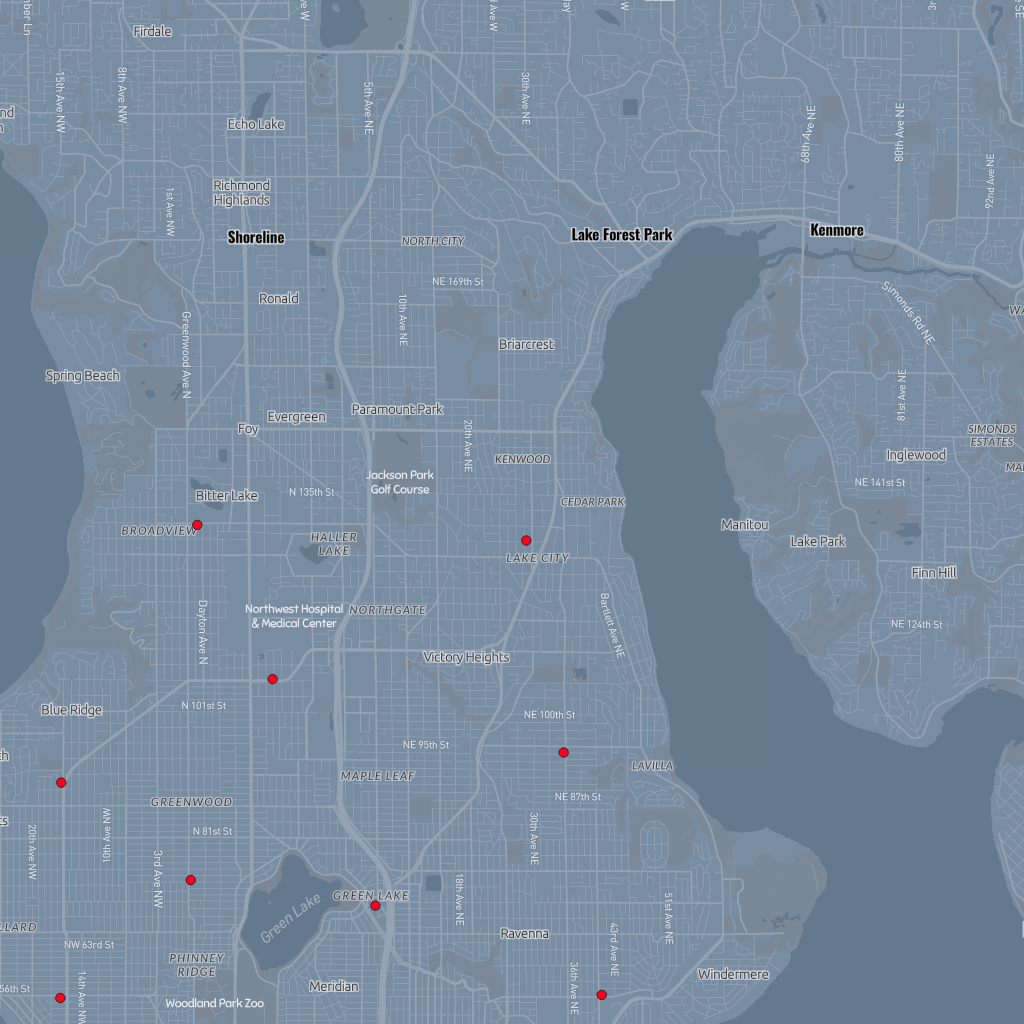 Firdale
15th Ave NW
8th Ave NW
5th Ave NE
30th Ave NE
68th Ave NE
80th Ave NE
92nd Ave NE
Echo Lake
Richmond
Highlands
1st Ave NW
Shoreline
NORTH CITY
Lake Forest Park
Kenmore
NE 169th St
Ronald
10th Ave NE
Greenwood Ave N
Simonds Rd NE
Briarcrest
Spring Beach
81st Ave NE
Evergreen
Paramount Park
Foy
20th Ave NE
SIMONDS
ESTATES
KENWOOD
Inglewood
Jackson Park
Golf Course
NE 141st St
Bitter Lake
N 135th St
CEDAR PARK
BROADVIEW
Manitou
HALLER
LAKE
Lake Park
LAKE CITY
Finn Hill
Northwest Hospital
& Medical Center
NORTHGATE
Bartlett Ave NE
NE 124th St
Dayton Ave N
Victory Heights
Blue Ridge
N 101st St
NE 100th St
NE 95th St
LAVILLA
MAPLE LEAF
GREENWOOD
NE 87th St
10th Ave NW
N 81st St
20th Ave NW
30th Ave NE
3rd Ave NW
GREEN LAKE
18th Ave NE
Green Lake
51st Ave NE
Ravenna
43rd Ave NE
NW 63rd St
PHINNEY
RIDGE
36th Ave NE
Windermere
14th Ave NW
Meridian
56th St
Woodland Park Zoo